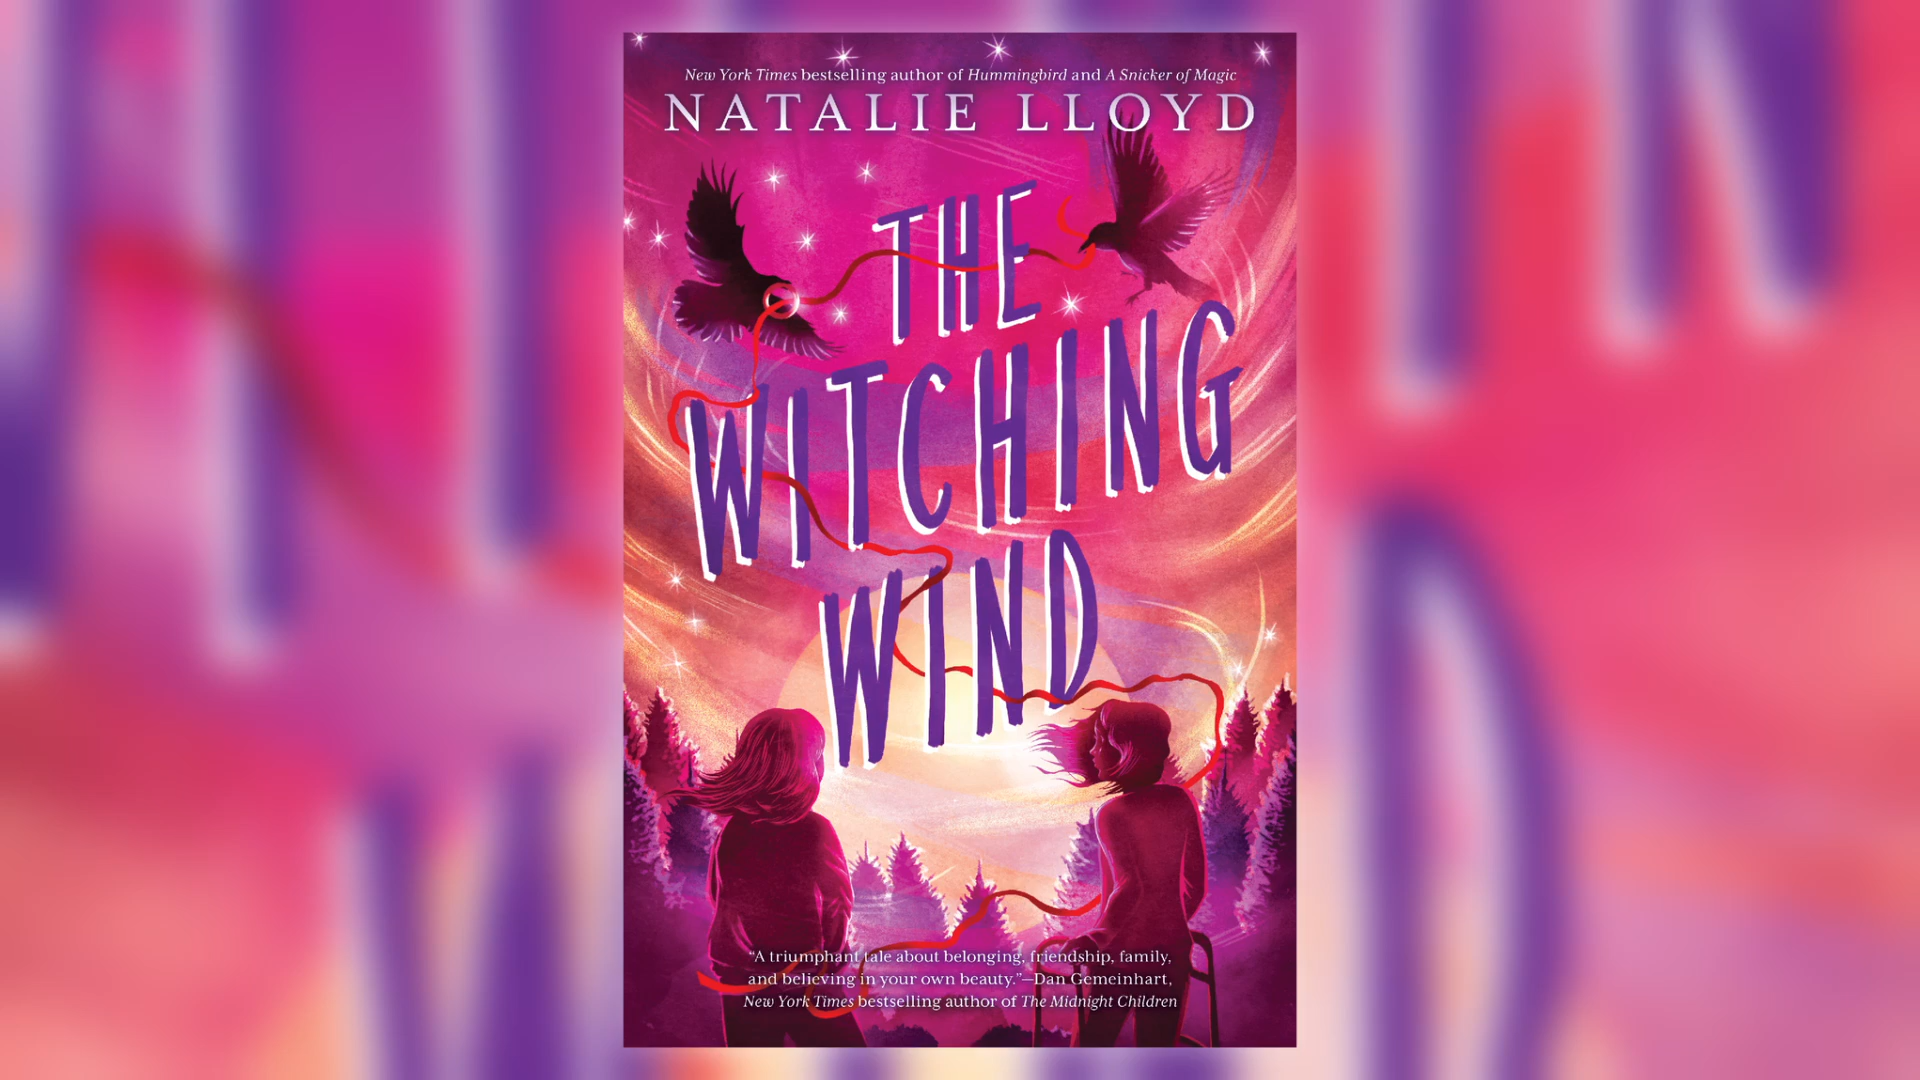 New York Times bestselling author of Hummingbird and A Snicker of Magic
NATALIE LLOYD
THE
WITCHING
WIND
“A triumphant tale about belonging, friendship, family,
and believing in your own beauty.”—Dan Gemeinhart,
New York Times bestselling author of The Midnight Children